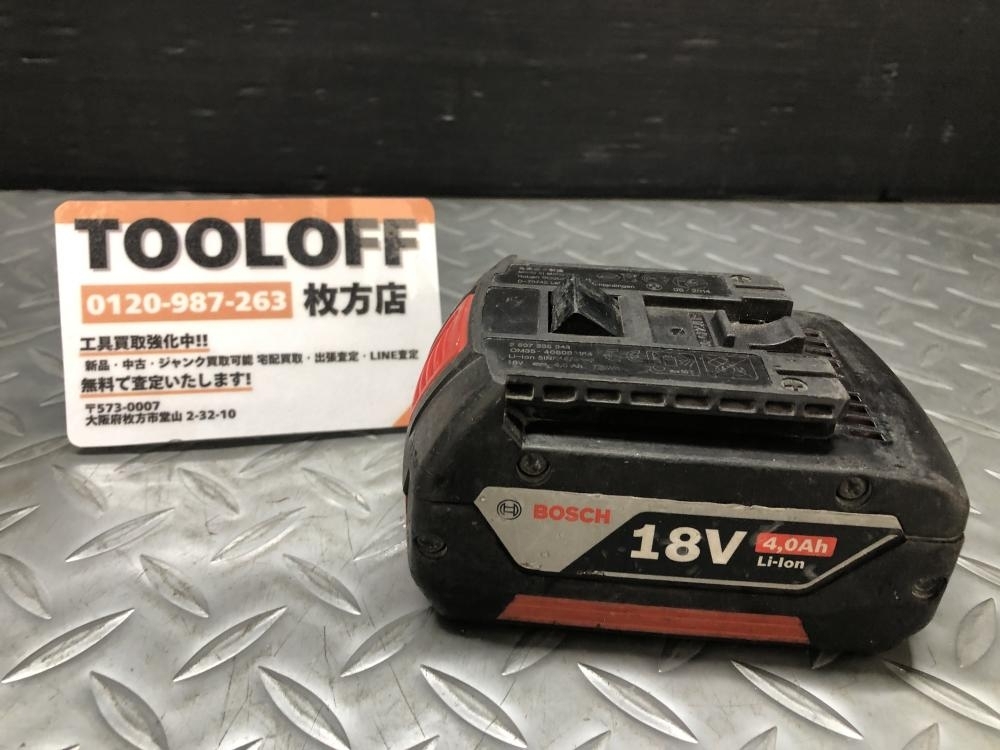 TOOLOFF
0120-987-263 枚方店
工具買取強化中!!
新品・中古・ジャンク買取可能 宅配買取・出張査定・LINE査定
無料で査定いたします!
〒573-0007
大阪府枚方市堂山 2-32-10
Li-Ion
18V
BOSCH
18V
4,0Ah
Li-Ion